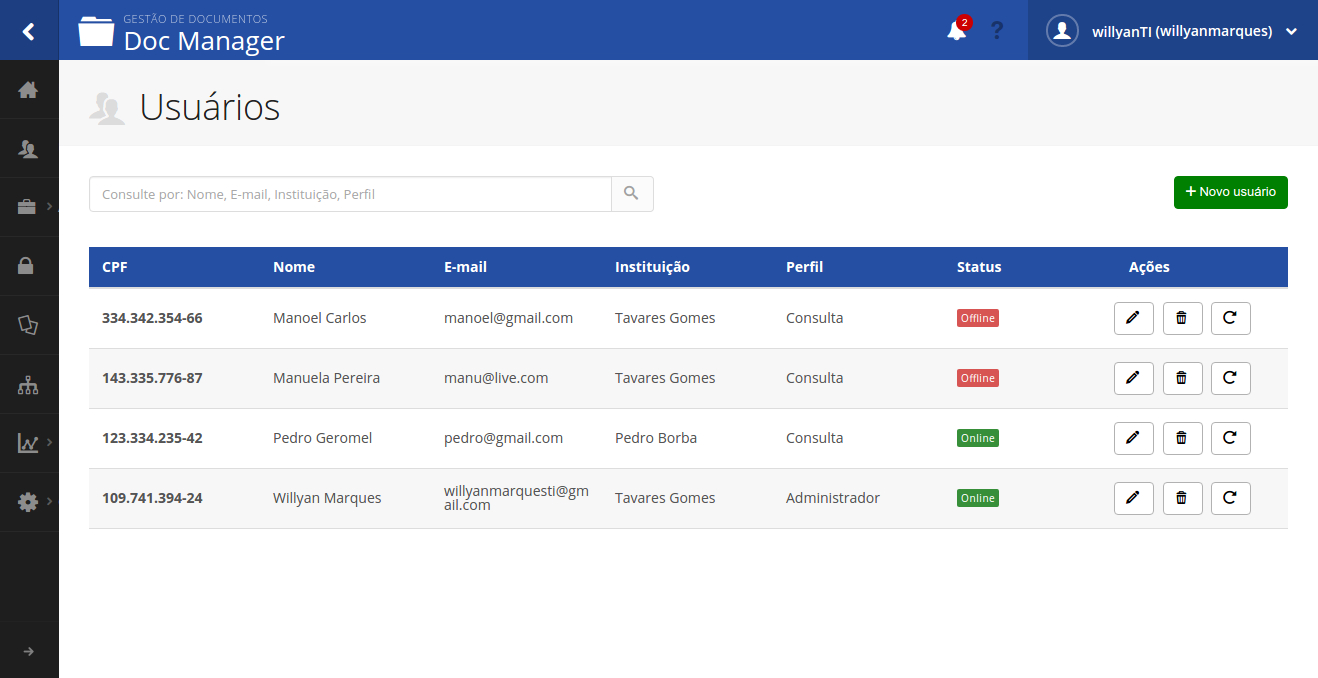 GESTÃO DE DOCUMENTOS
Doc Manager
2
?
willyanTI (willyanmarques)
Usuários
Consulte por: Nome, E-mail, Instituição, Perfil
+ Novo usuário
CPF Nome E-mail Instituição Perfil Status Ações
334.342.354-66 Manoel Carlos manoel@gmail.com Tavares Gomes Consulta Offline
143.335.776-87 Manuela Pereira manu@live.com Tavares Gomes Consulta Offline
123.334.235-42 Pedro Geromel pedro@gmail.com Pedro Borba Consulta Online
109.741.394-24 Willyan Marques willyanmarquesti@gm Tavares Gomes Administrador Online
ail.com